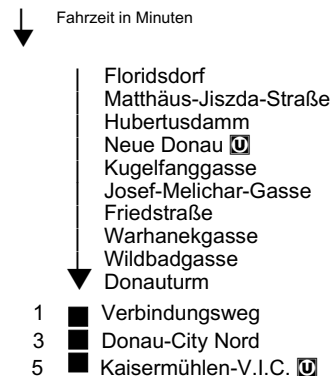 Fahrzeit in Minuten
Floridsdorf
Matthäus-Jiszda-Straße
Hubertusdamm
Neue Donau U
Kugelfanggasse
Josef-Melichar-Gasse
Friedstraße
Warhanekgasse
Wildbadgasse
Donauturm
1 Verbindungsweg
3 Donau-City Nord
5 Kaisermühlen-V.I.C. U